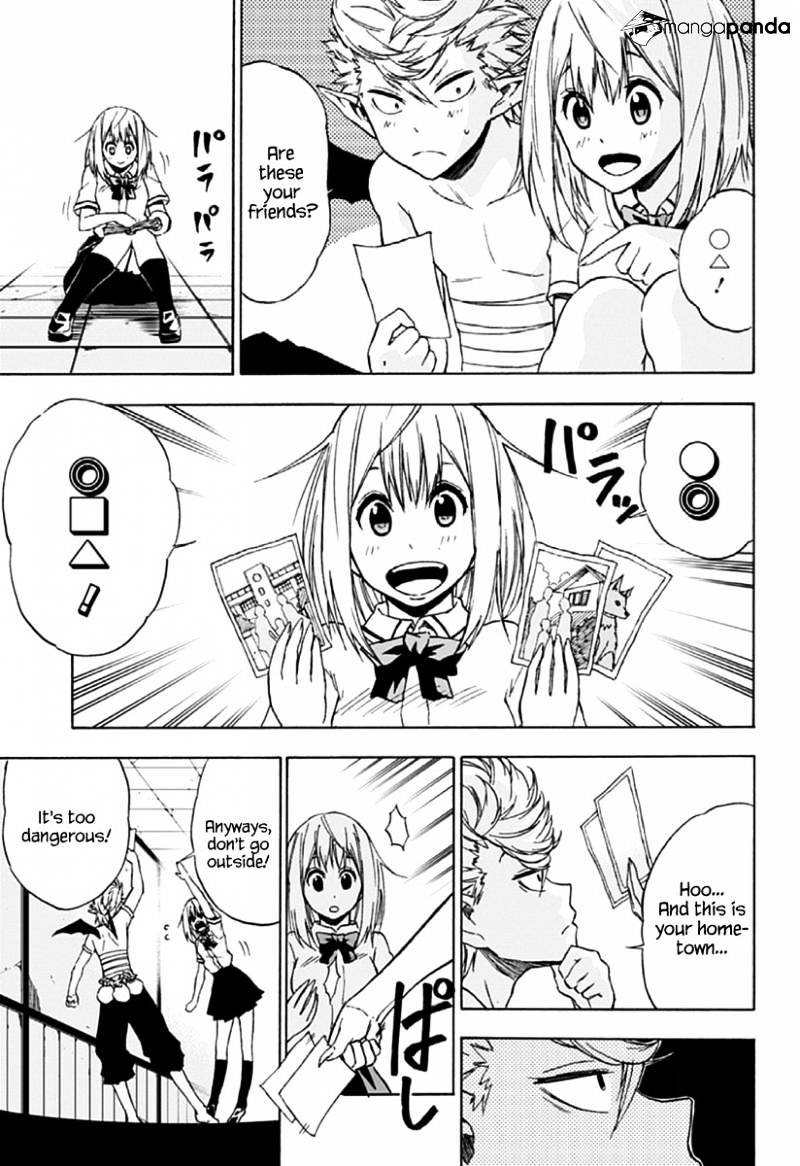 mangapanda
Are
these
your
friends?
○
△
!
パラ
パラ
○
◎
パラッ
◎
□
△
!
Hoo...
And this is
your home-
town...
ぱし
Anyways,
don't go
outside!
It's too
dangerous!